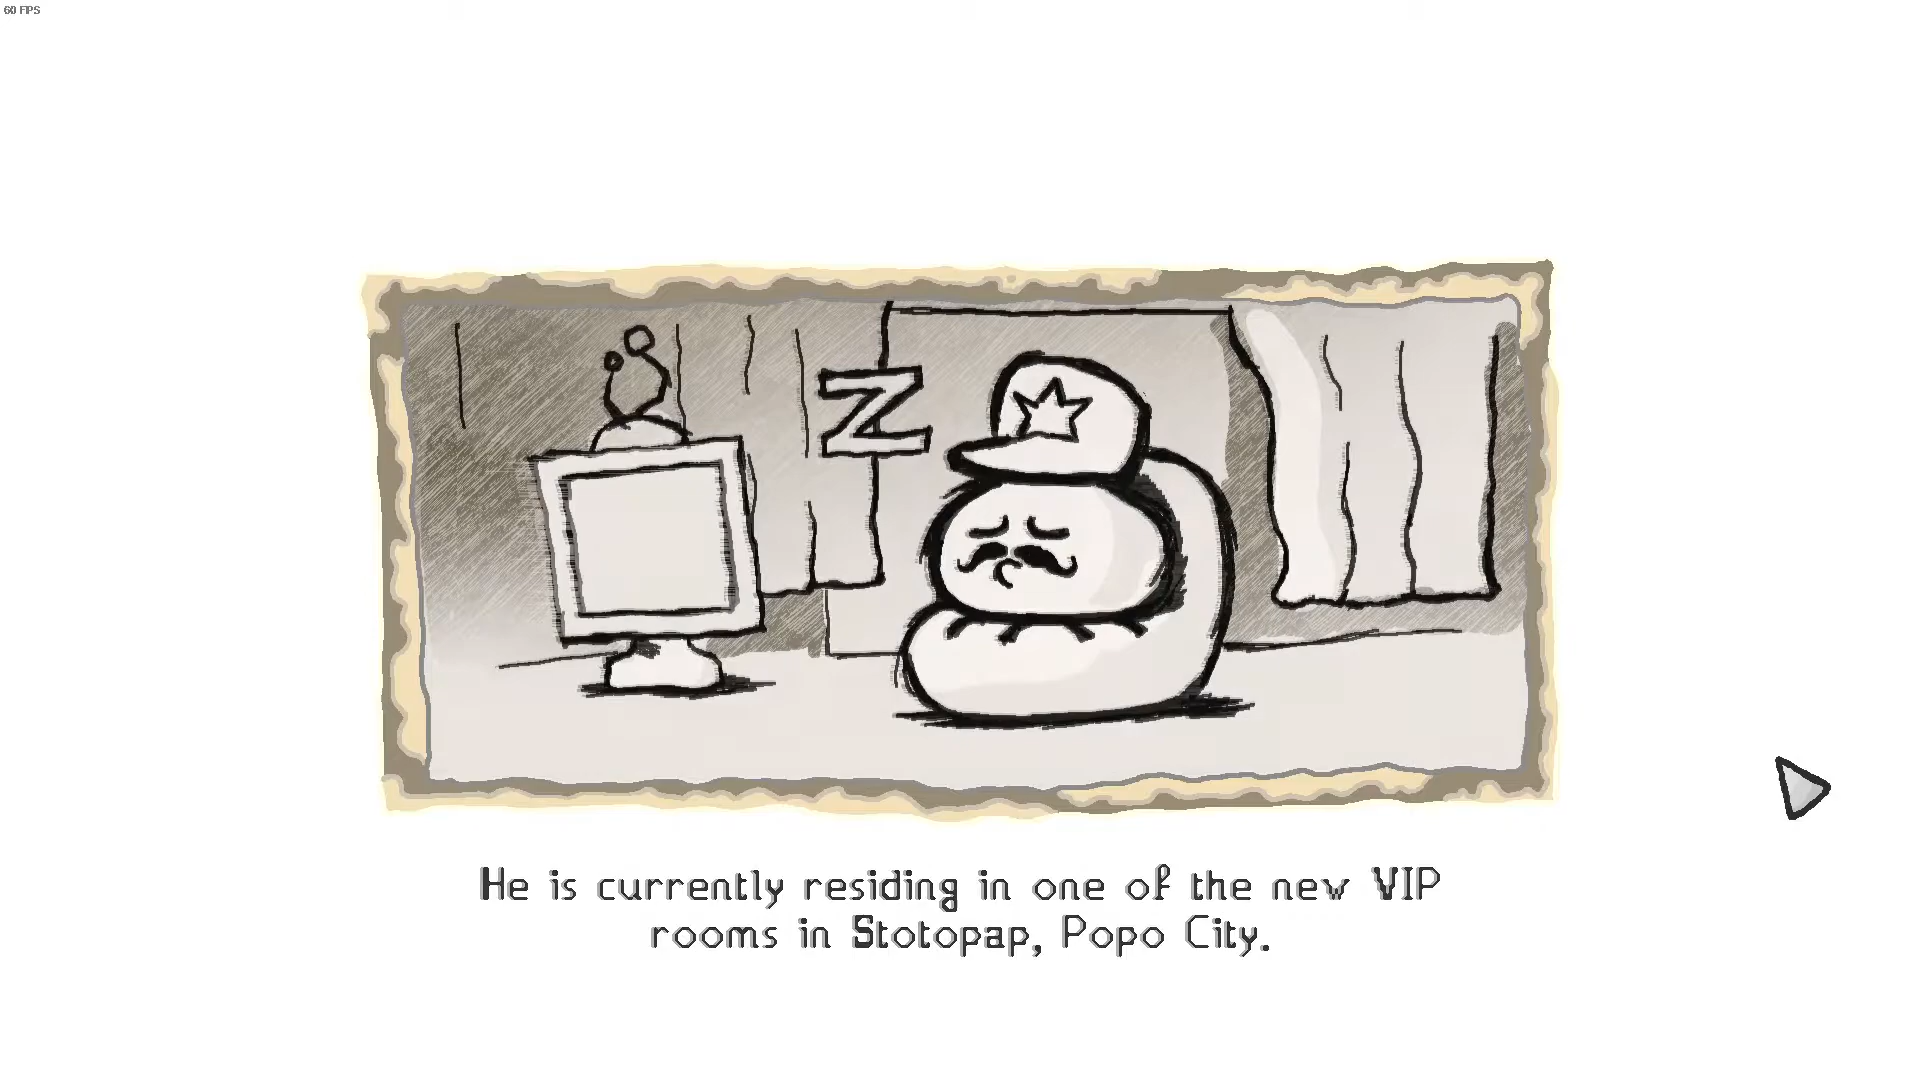 60 FPS
Z
He is currently residing in one of the new VIP
rooms in Stotopap, Popo City.